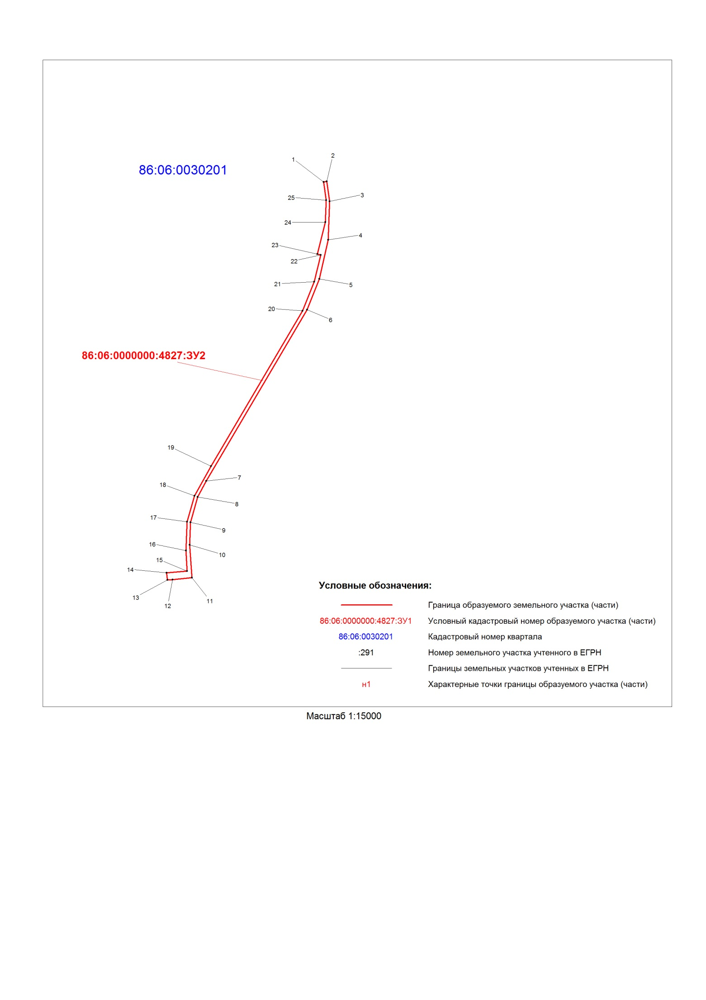 2
1
86:06:0030201
3
25
24
4
23
22
21
5
20
6
86:06:0000000:4827:ЗУ2
19
7
18
8
17
9
16
10
15
14
13
11
12
Условные обозначения:
Граница образуемого земельного участка (части)
86:06:0000000:4827:ЗУ1 Условный кадастровый номер образуемого участка (части)
86:06:0030201 Кадастровый номер квартала
:291 Номер земельного участка учтенного в ЕГРН
Границы земельных участков учтенных в ЕГРН
н1 Характерные точки границы образуемого участка (части)
Масштаб 1:15000